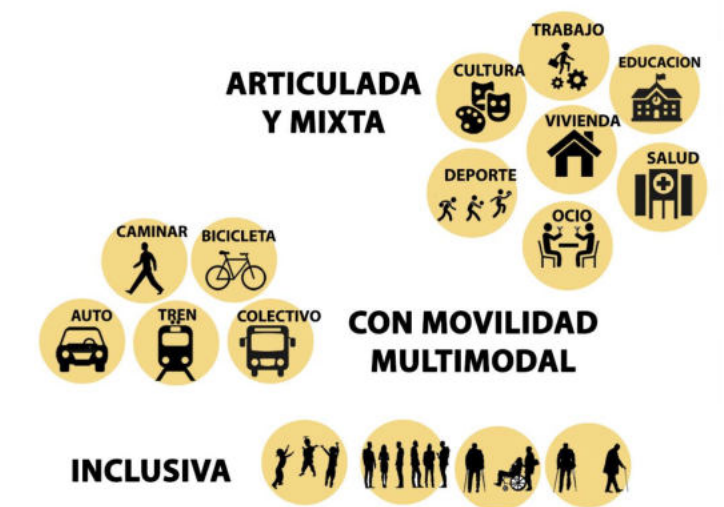 ARTICULADA
Y MIXTA
TRABAJO
CULTURA
EDUCACION
VIVIENDA
DEPORTE
SALUD
OCIO
CAMINAR
BICICLETA
AUTO
TREN
COLECTIVO
CON MOVILIDAD
MULTIMODAL
INCLUSIVA